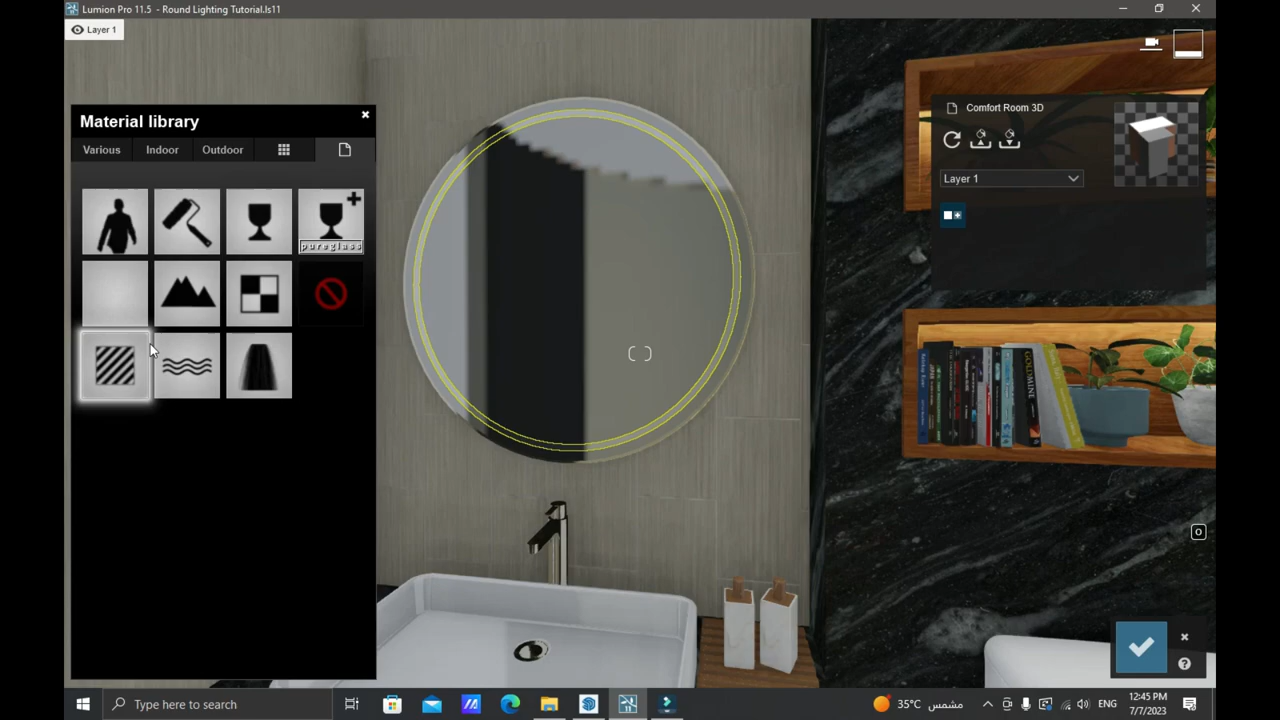 Lumion Pro 11.5 - Round Lighting Tutorial.ls11
Layer 1
Material library
Various
Indoor
Outdoor
pureglass
Comfort Room 3D
Layer 1
GOLDMINE
O
?
Type here to search
35°C
مشمس
ENG
12:45 PM
7/7/2023